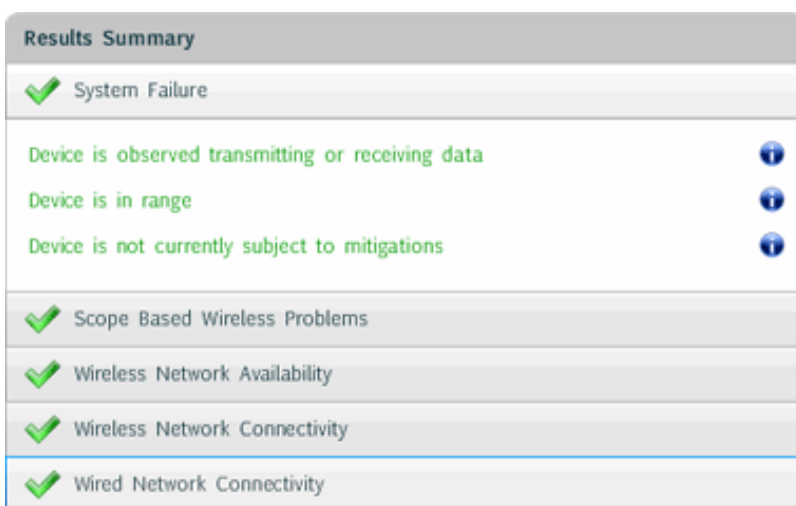 Results Summary
System Failure
Device is observed transmitting or receiving data
Device is in range
Device is not currently subject to mitigations
Scope Based Wireless Problems
Wireless Network Availability
Wireless Network Connectivity
Wired Network Connectivity